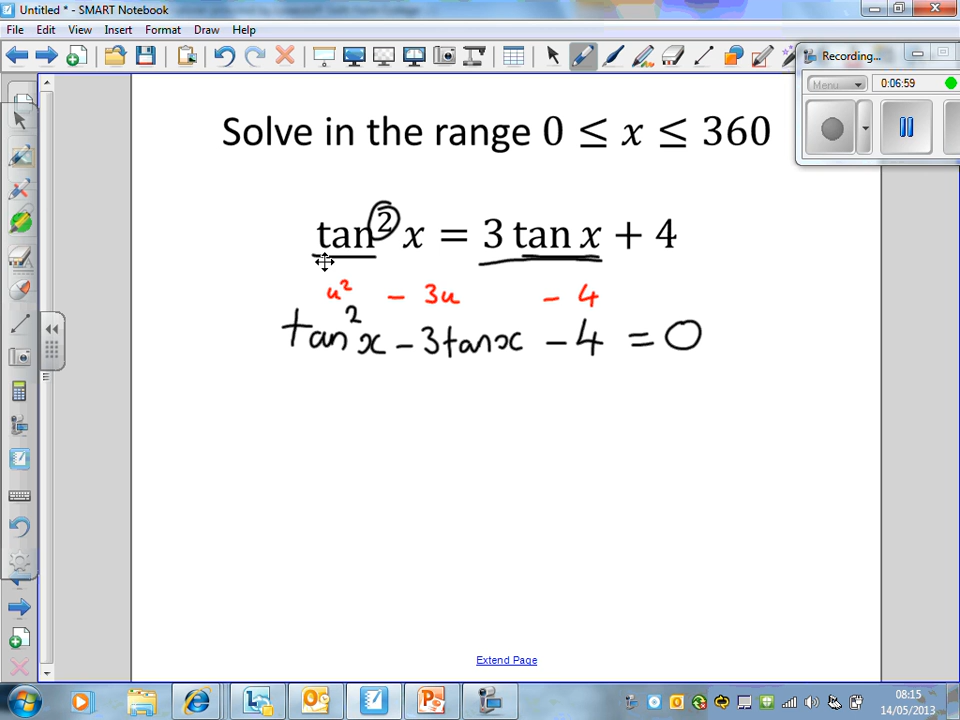 Untitled * - SMART Notebook
File Edit View Insert Format Draw Help
Recording...
Menu
0:06:59
Solve in the range 0 ≤ x ≤ 360
tan² x = 3 tan x + 4
u² - 3u - 4
tan²x - 3tanx - 4 = 0
Extend Page
08:15
14/05/2013